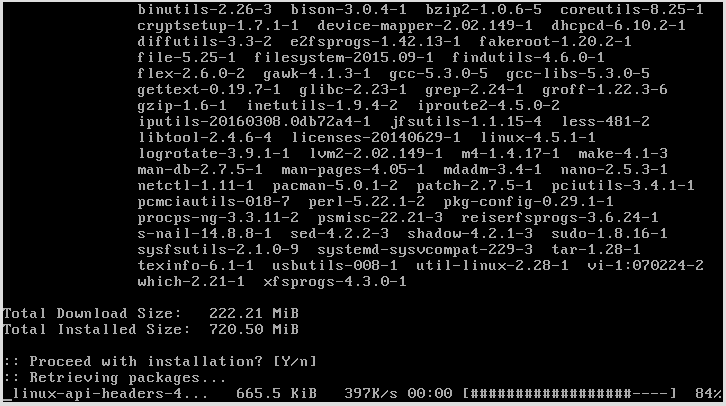 binutils-2.26-3  bison-3.0.4-1  bzip2-1.0.6-5  coreutils-8.25-1
cryptsetup-1.7.1-1  device-mapper-2.02.149-1  dhcpcd-6.10.2-1
diffutils-3.3-2  e2fsprogs-1.42.13-1  fakeroot-1.20.2-1
file-5.25-1  filesystem-2015.09-1  findutils-4.6.0-1
flex-2.6.0-2  gawk-4.1.3-1  gcc-5.3.0-5  gcc-libs-5.3.0-5
gettext-0.19.7-1  glibc-2.23-1  grep-2.24-1  groff-1.22.3-6
gzip-1.6-1  inetutils-1.9.4-2  iproute2-4.5.0-2
iputils-20160308.0db72a4-1  jfsutils-1.1.15-4  less-481-2
libtool-2.4.6-4  licenses-20140629-1  linux-4.5.1-1
logrotate-3.9.1-1  lvm2-2.02.149-1  m4-1.4.17-1  make-4.1-3
man-db-2.7.5-1  man-pages-4.05-1  mdadm-3.4-1  nano-2.5.3-1
netctl-1.11-1  pacman-5.0.1-2  patch-2.7.5-1  pciutils-3.4.1-1
pcmciautils-018-7  perl-5.22.1-2  pkg-config-0.29.1-1
procps-ng-3.3.11-2  psmisc-22.21-3  reiserfsprogs-3.6.24-1
s-nail-14.8.8-1  sed-4.2.2-3  shadow-4.2.1-3  sudo-1.8.16-1
sysfsutils-2.1.0-9  systemd-sysvcompat-229-3  tar-1.28-1
texinfo-6.1-1  usbutils-008-1  util-linux-2.28-1  vi-1:070224-2
which-2.21-1  xfsprogs-4.3.0-1
Total Download Size:   222.21 MiB
Total Installed Size:  720.50 MiB
:: Proceed with installation? [Y/n]
:: Retrieving packages...
_linux-api-headers-4...   665.5 KiB   397K/s 00:00 [##################----]  84%